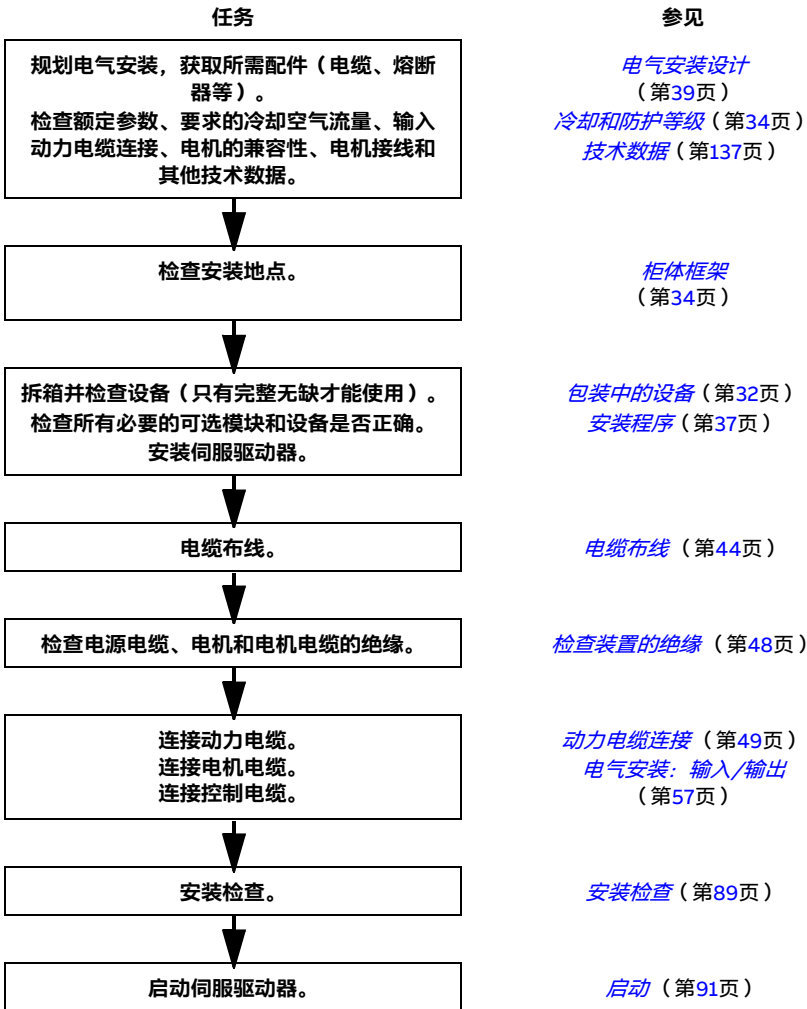 任务
参见
规划电气安装，获取所需配件（电缆、熔断
器等）。
检查额定参数、要求的冷却空气流量、输入
动力电缆连接、电机的兼容性、电机接线和
其他技术数据。
电气安装设计
（第39页）
冷却和防护等级（第34页）
技术数据（第137页）
检查安装地点。
柜体框架
（第34页）
拆箱并检查设备（只有完整无缺才能使用）。
检查所有必要的可选模块和设备是否正确。
安装伺服驱动器。
包装中的设备（第32页）
安装程序（第37页）
电缆布线。
电缆布线（第44页）
检查电源电缆、电机和电机电缆的绝缘。
检查装置的绝缘（第48页）
连接动力电缆。
连接电机电缆。
连接控制电缆。
动力电缆连接（第49页）
电气安装：输入/输出
（第57页）
安装检查。
安装检查（第89页）
启动伺服驱动器。
启动（第91页）